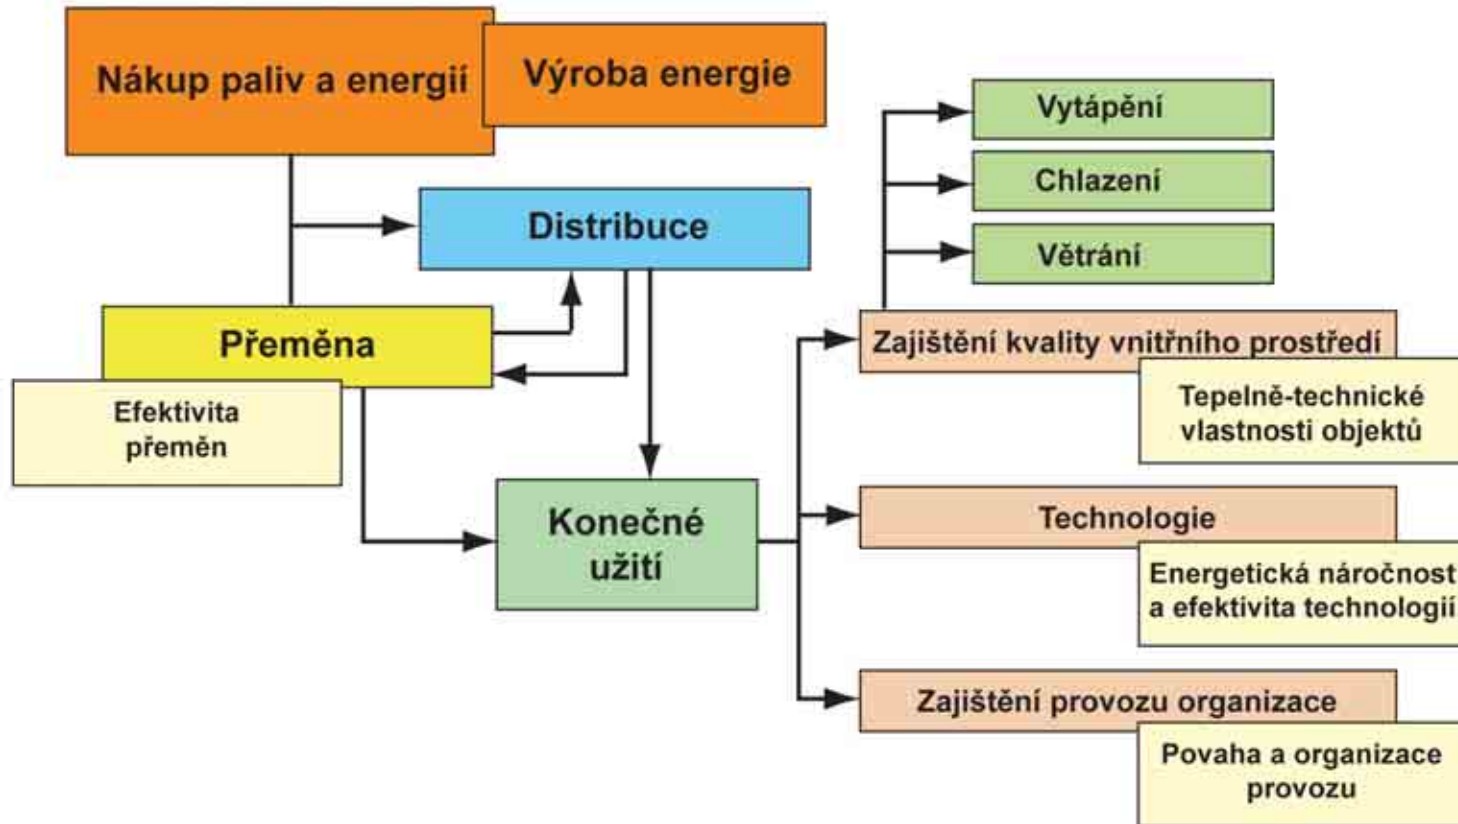 Nákup paliv a energií
Výroba energie
Vytápění
Chlazení
Větrání
Distribuce
Přeměna
Efektivita
přeměn
Zajištění kvality vnitřního prostředí
Tepelně-technické
vlastnosti objektů
Konečné
užití
Technologie
Energetická náročnost
a efektivita technologií
Zajištění provozu organizace
Povaha a organizace
provozu